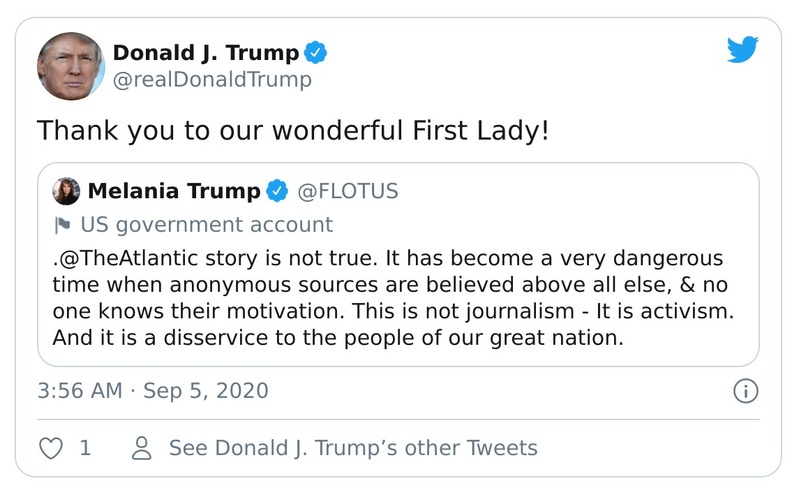 Donald J. Trump
@realDonaldTrump
Thank you to our wonderful First Lady!
Melania Trump @FLOTUS
US government account
.@TheAtlantic story is not true. It has become a very dangerous
time when anonymous sources are believed above all else, & no
one knows their motivation. This is not journalism - It is activism.
And it is a disservice to the people of our great nation.
3:56 AM · Sep 5, 2020
1 See Donald J. Trump’s other Tweets